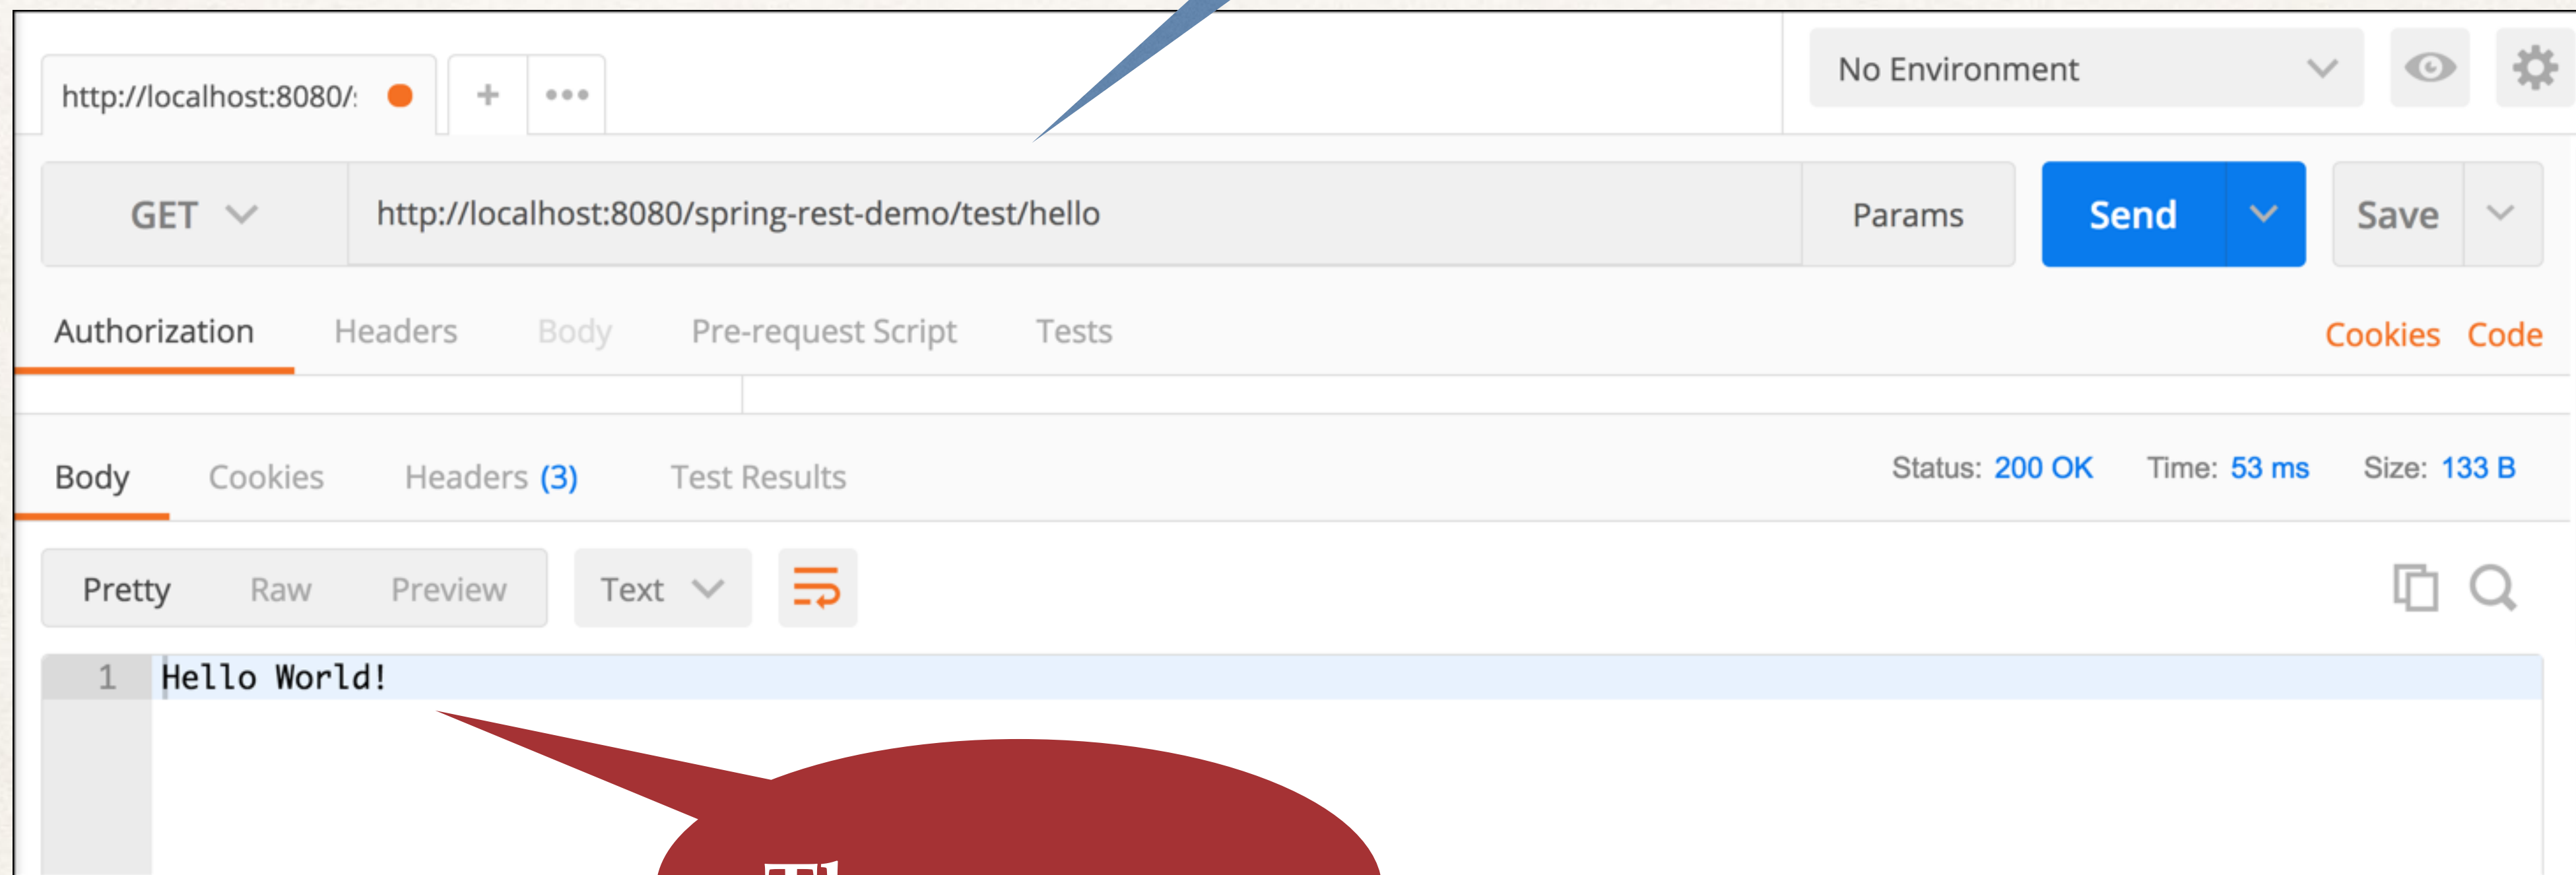 http://localhost:8080/: + ••• No Environment
GET http://localhost:8080/spring-rest-demo/test/hello Params Send Save
Authorization Headers Body Pre-request Script Tests Cookies Code
Body Cookies Headers (3) Test Results Status: 200 OK Time: 53 ms Size: 133 B
Pretty Raw Preview Text
1 Hello World!